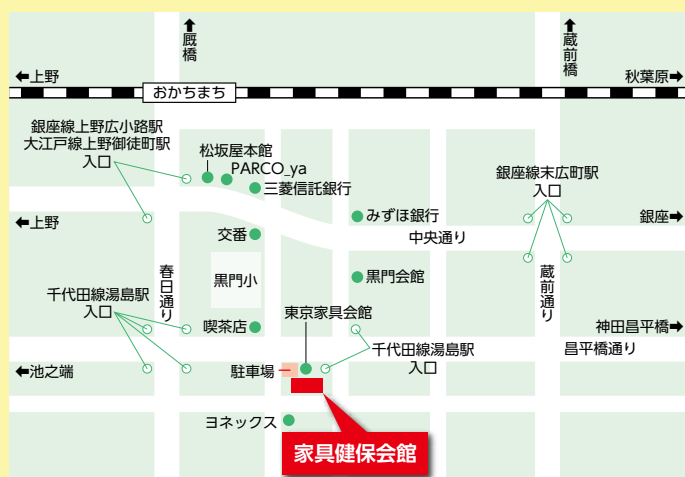 厩橋
蔵前橋
上野
秋葉原
おかちまち
銀座線上野広小路駅
大江戸線上野御徒町駅
入口
松坂屋本館
PARCO_ya
三菱信託銀行
銀座線末広町駅
入口
上野
みずほ銀行
銀座
交番
中央通り
春日通り
黒門小
黒門会館
蔵前通り
千代田線湯島駅
入口
喫茶店
東京家具会館
神田昌平橋
千代田線湯島駅
入口
昌平橋通り
池之端
駐車場
ヨネックス
家具健保会館